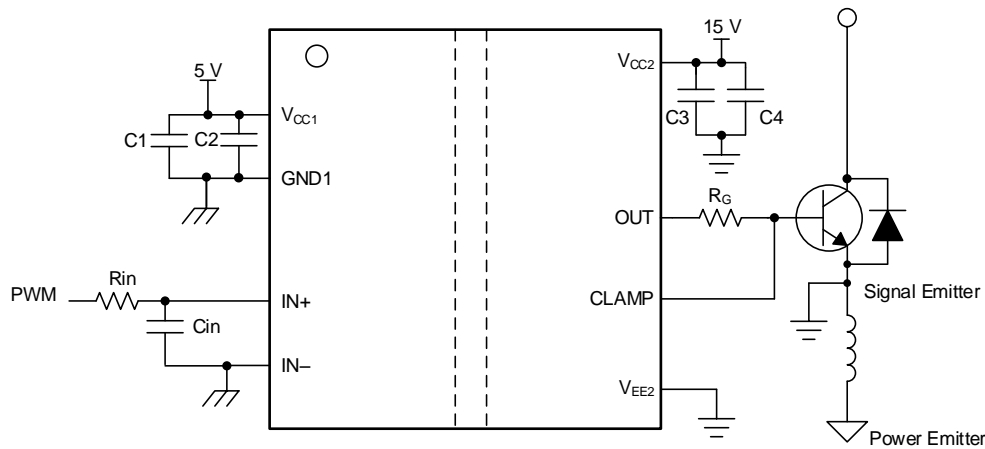 15 V
5 V
VCC2
VCC1
C3
C4
C1
C2
GND1
RG
OUT
Rin
PWM
IN+
CLAMP
Signal Emitter
Cin
IN–
VEE2
Power Emitter